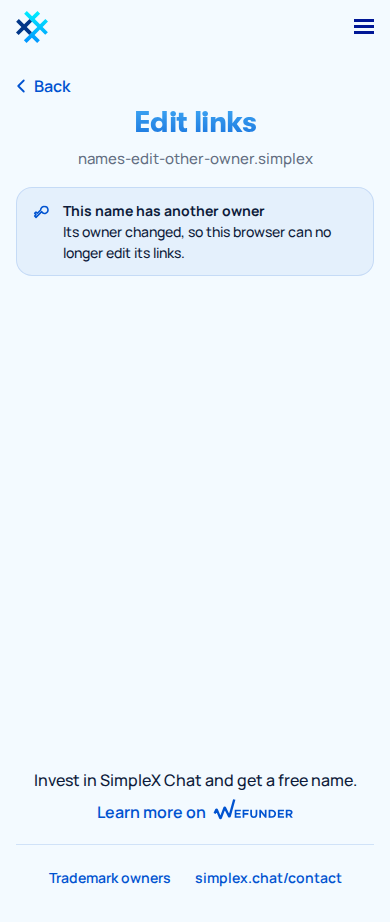 Back
Edit links
names-edit-other-owner.simplex
This name has another owner
Its owner changed, so this browser can no
longer edit its links.
Invest in SimpleX Chat and get a free name.
Learn more on WEFUNDER
Trademark owners simplex.chat/contact